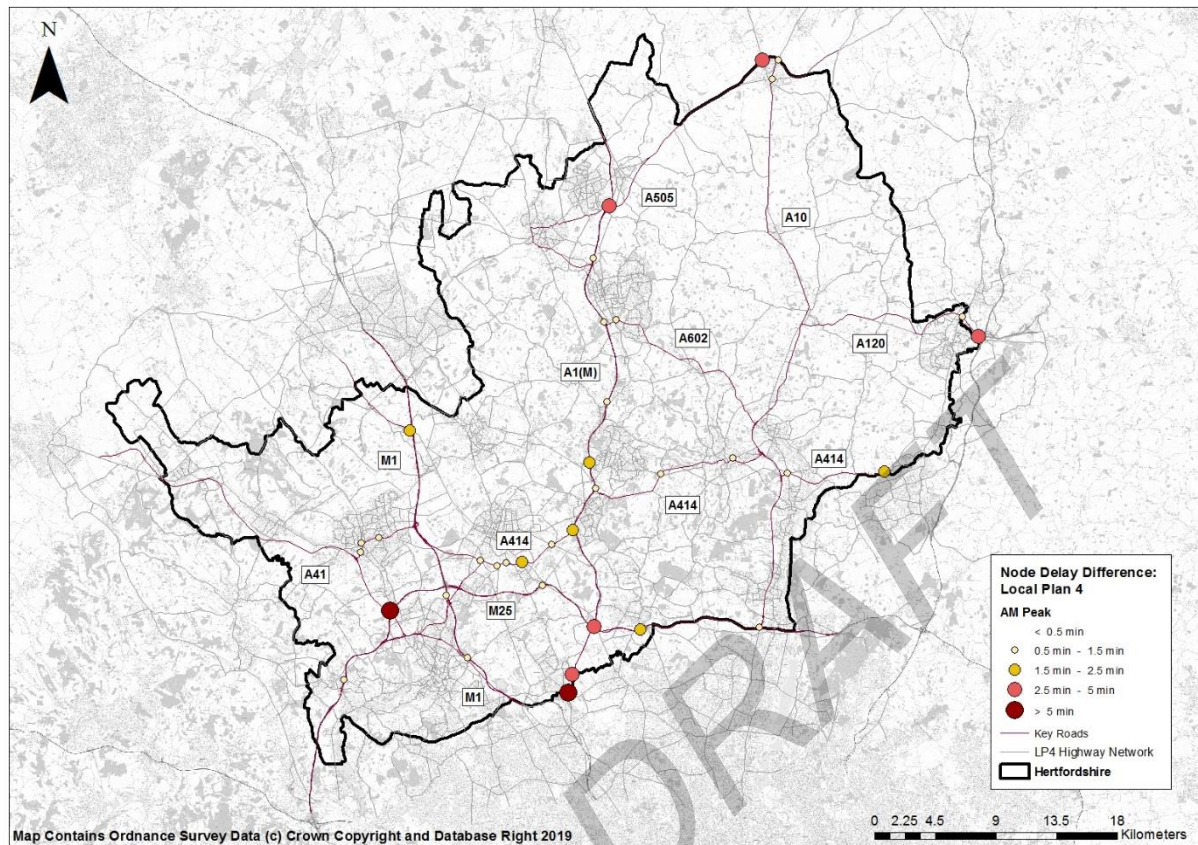 N
A505
A10
A602
A120
A1(M)
M1
A414
A414
A414
A41
M25
M1
DRAFT
Node Delay Difference:
Local Plan 4
AM Peak
< 0.5 min
0.5 min - 1.5 min
1.5 min - 2.5 min
2.5 min - 5 min
> 5 min
Key Roads
LP4 Highway Network
Hertfordshire
Map Contains Ordnance Survey Data (c) Crown Copyright and Database Right 2019
0 2.25 4.5 9 13.5 18
Kilometers